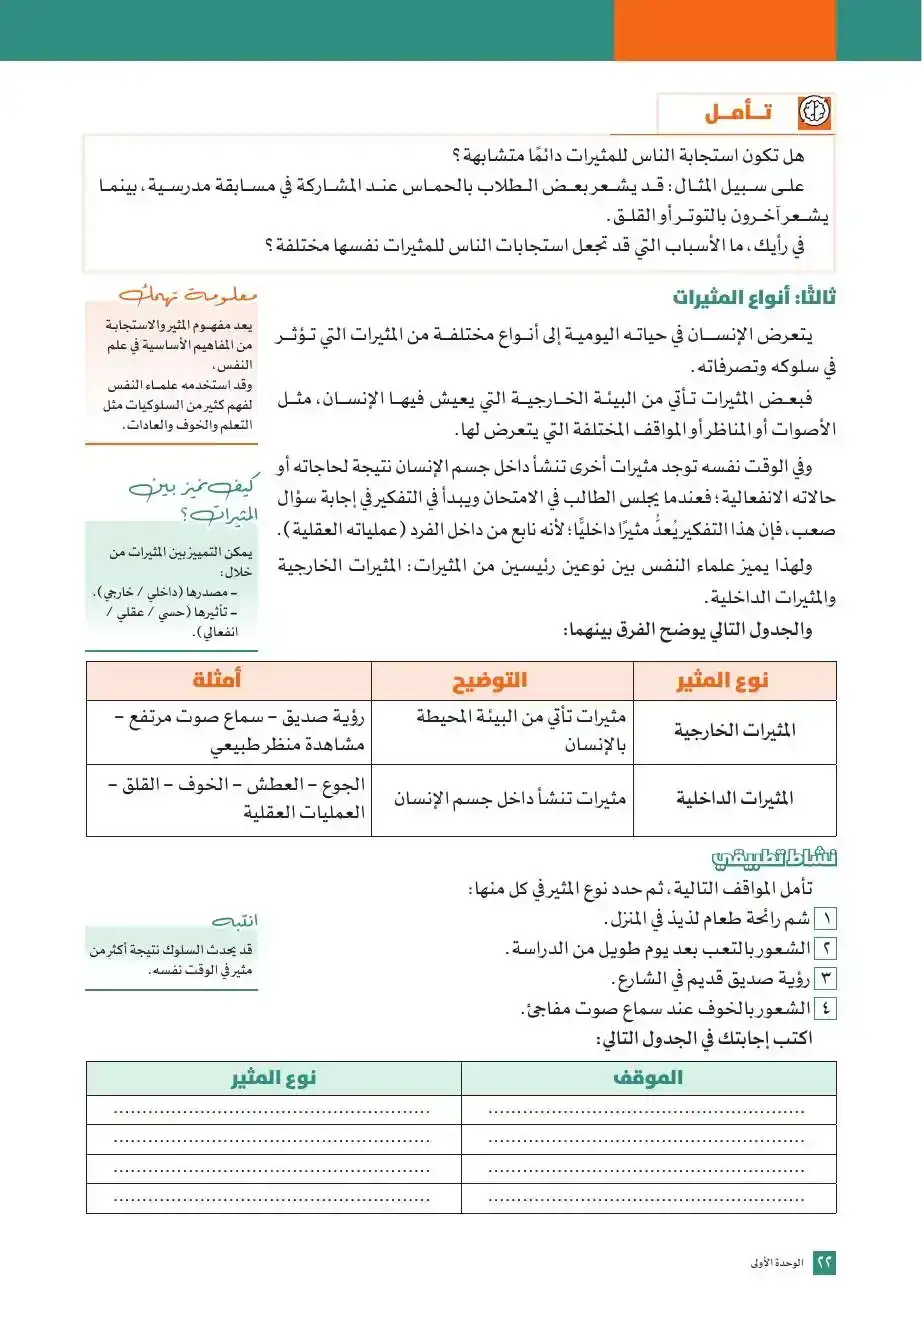 تأمل
هل تكون استجابة الناس للمثيرات دائمًا متشابهة؟
على سبيل المثال: قد يشعر بعض الطلاب بالحماس عند المشاركة في مسابقة مدرسية، بينما
يشعر آخرون بالتوتر أو القلق.
في رأيك، ما الأسباب التي قد تجعل استجابات الناس للمثيرات نفسها مختلفة؟
ثالثًا: أنواع المثيرات
يتعرض الإنسان في حياته اليومية إلى أنواع مختلفة من المثيرات التي تؤثر
في سلوكه وتصرفاته.
فبعض المثيرات تأتي من البيئة الخارجية التي يعيش فيها الإنسان، مثل
الأصوات أو المناظر أو المواقف المختلفة التي يتعرض لها.
وفي الوقت نفسه توجد مثيرات أخرى تنشأ داخل جسم الإنسان نتيجة لحاجاته أو
حالاته الانفعالية؛ فعندما يجلس الطالب في الامتحان ويبدأ في التفكير في إجابة سؤال
صعب، فإن هذا التفكير يُعدُّ مثيرًا داخليًّا؛ لأنه نابع من داخل الفرد (عملياته العقلية).
ولهذا يميز علماء النفس بين نوعين رئيسين من المثيرات: المثيرات الخارجية
والمثيرات الداخلية.
والجدول التالي يوضح الفرق بينهما:
معلومة تهمك
يعد مفهوم المثير والاستجابة
من المفاهيم الأساسية في علم
النفس،
وقد استخدمه علماء النفس
لفهم كثير من السلوكيات مثل
التعلم والخوف والعادات.
كيف نميز بين
المثيرات؟
يمكن التمييز بين المثيرات من
خلال:
- مصدرها (داخلي / خارجي).
- تأثيرها (حسي / عقلي /
انفعالي).
نوع المثير التوضيح أمثلة
المثيرات الخارجية مثيرات تأتي من البيئة المحيطة رؤية صديق - سماع صوت مرتفع -
بالإنسان مشاهدة منظر طبيعي
المثيرات الداخلية مثيرات تنشأ داخل جسم الإنسان الجوع - العطش - الخوف - القلق -
العمليات العقلية
نشاط تطبيقي
تأمل المواقف التالية، ثم حدد نوع المثير في كل منها:
١ شم رائحة طعام لذيذ في المنزل.
٢ الشعور بالتعب بعد يوم طويل من الدراسة.
٣ رؤية صديق قديم في الشارع.
٤ الشعور بالخوف عند سماع صوت مفاجئ.
اكتب إجابتك في الجدول التالي:
انتبه
قد يحدث السلوك نتيجة أكثر من
مثير في الوقت نفسه.
الموقف نوع المثير
٢٢ الوحدة الأولى